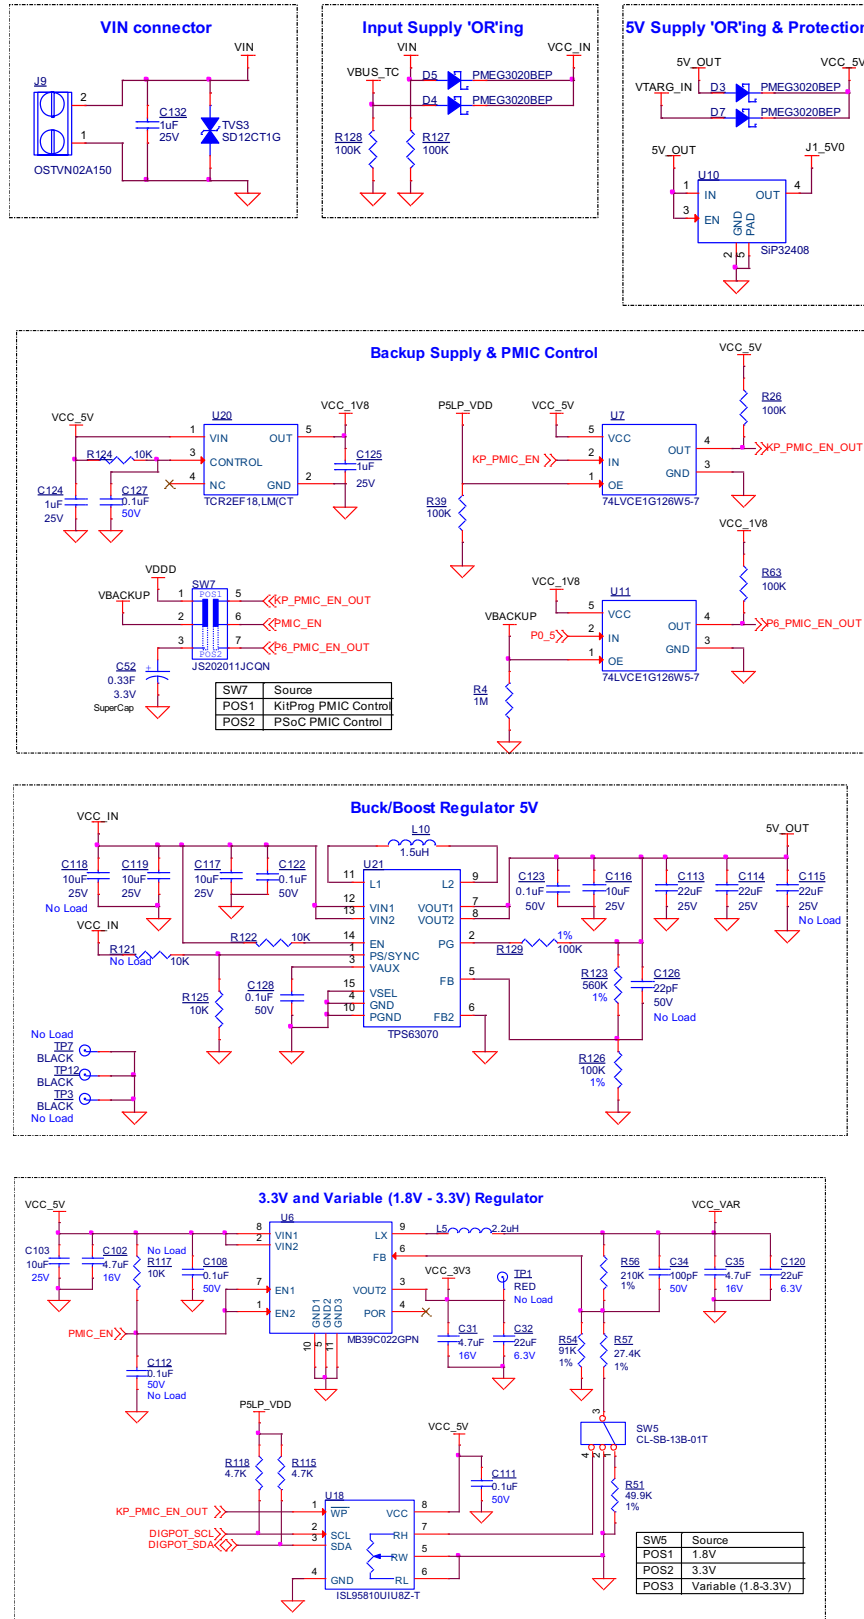 VIN connector
VIN
J9
2
1
OSTVN02A150
C132
1uF
25V
TVS3
SD12CT1G
Input Supply 'OR'ing
VIN
VCC_IN
VBUS_TC
D5
PMEG3020BEP
D4
PMEG3020BEP
R128
100K
R127
100K
5V Supply 'OR'ing & Protection
5V_OUT
VCC_5V
VTARG_IN
D3
PMEG3020BEP
D7
PMEG3020BEP
5V_OUT
J1_5V0
U10
1
IN
OUT
4
3
EN
GND
PAD
2
5
SiP32408
Backup Supply & PMIC Control
VCC_5V
U20
VCC_1V8
1
VIN
OUT
5
R124
10K
3
CONTROL
4
NC
GND
2
TCR2EF18,LM(CT
C124
1uF
25V
C127
0.1uF
50V
C125
1uF
25V
P5LP_VDD
VCC_5V
U7
VCC_5V
R26
100K
5
VCC
KP_PMIC_EN
2
IN
OUT
4
KP_PMIC_EN_OUT
GND
3
1
OE
74LVCE1G126W5-7
R39
100K
VDDD
VBACKUP
SW7
1
POS1
5
KP_PMIC_EN_OUT
2
6
PMIC_EN
3
POS2
7
P6_PMIC_EN_OUT
JS202011JCQN
C52
0.33F
3.3V
SuperCap
SW7 Source
POS1 KitProg PMIC Control
POS2 PSoC PMIC Control
VCC_1V8
U11
VCC_1V8
R63
100K
VBACKUP
5
VCC
P0_5
2
IN
OUT
4
P6_PMIC_EN_OUT
GND
3
1
OE
74LVCE1G126W5-7
R4
1M
Buck/Boost Regulator 5V
VCC_IN
L10
1.5uH
5V_OUT
C118
10uF
25V
No Load
C119
10uF
25V
C117
10uF
25V
C122
0.1uF
50V
U21
11
L1
L2
9
12
VIN1
VOUT1
7
13
VIN2
VOUT2
8
14
EN
PG
2
1
PS/SYNC
3
VAUX
FB
5
15
VSEL
4
GND
10
PGND
FB2
6
TPS63070
C123
0.1uF
50V
C116
10uF
25V
C113
22uF
25V
C114
22uF
25V
C115
22uF
25V
No Load
VCC_IN
R121
No Load
10K
R122
10K
R125
10K
C128
0.1uF
50V
R129
1%
100K
R123
560K
1%
C126
22pF
50V
No Load
R126
100K
1%
No Load
TP7
BLACK
TP12
BLACK
TP3
BLACK
No Load
3.3V and Variable (1.8V - 3.3V) Regulator
VCC_5V
U6
VCC_VAR
8
VIN1
LX
9
L5
2.2uH
2
VIN2
FB
6
C103
10uF
25V
C102
4.7uF
16V
No Load
R117
10K
C108
0.1uF
50V
7
EN1
VOUT2
3
1
EN2
POR
4
GND1
GND2
GND3
10
5
11
MB39C022GPN
VCC_3V3
TP1
RED
No Load
C31
4.7uF
16V
C32
22uF
6.3V
R56
210K
1%
C34
100pF
50V
C35
4.7uF
16V
C120
22uF
6.3V
PMIC_EN
C112
0.1uF
50V
No Load
R54
91K
1%
R57
27.4K
1%
3
SW5
CL-SB-13B-01T
4
2
1
R51
49.9K
1%
P5LP_VDD
R118
4.7K
R115
4.7K
VCC_5V
C111
0.1uF
50V
U18
KP_PMIC_EN_OUT
1
WP
VCC
8
DIGPOT_SCL
2
SCL
RH
7
DIGPOT_SDA
3
SDA
RW
5
4
GND
RL
6
ISL95810UIU8Z-T
SW5 Source
POS1 1.8V
POS2 3.3V
POS3 Variable (1.8-3.3V)